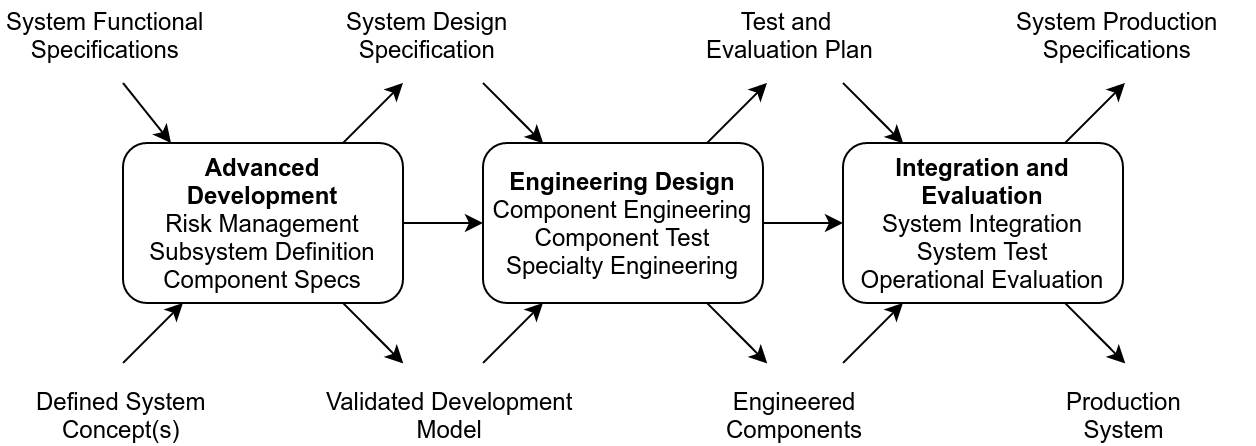 System Functional
Specifications
System Design
Specification
Test and
Evaluation Plan
System Production
Specifications
Advanced
Development
Risk Management
Subsystem Definition
Component Specs
Engineering Design
Component Engineering
Component Test
Specialty Engineering
Integration and
Evaluation
System Integration
System Test
Operational Evaluation
Defined System
Concept(s)
Validated Development
Model
Engineered
Components
Production
System